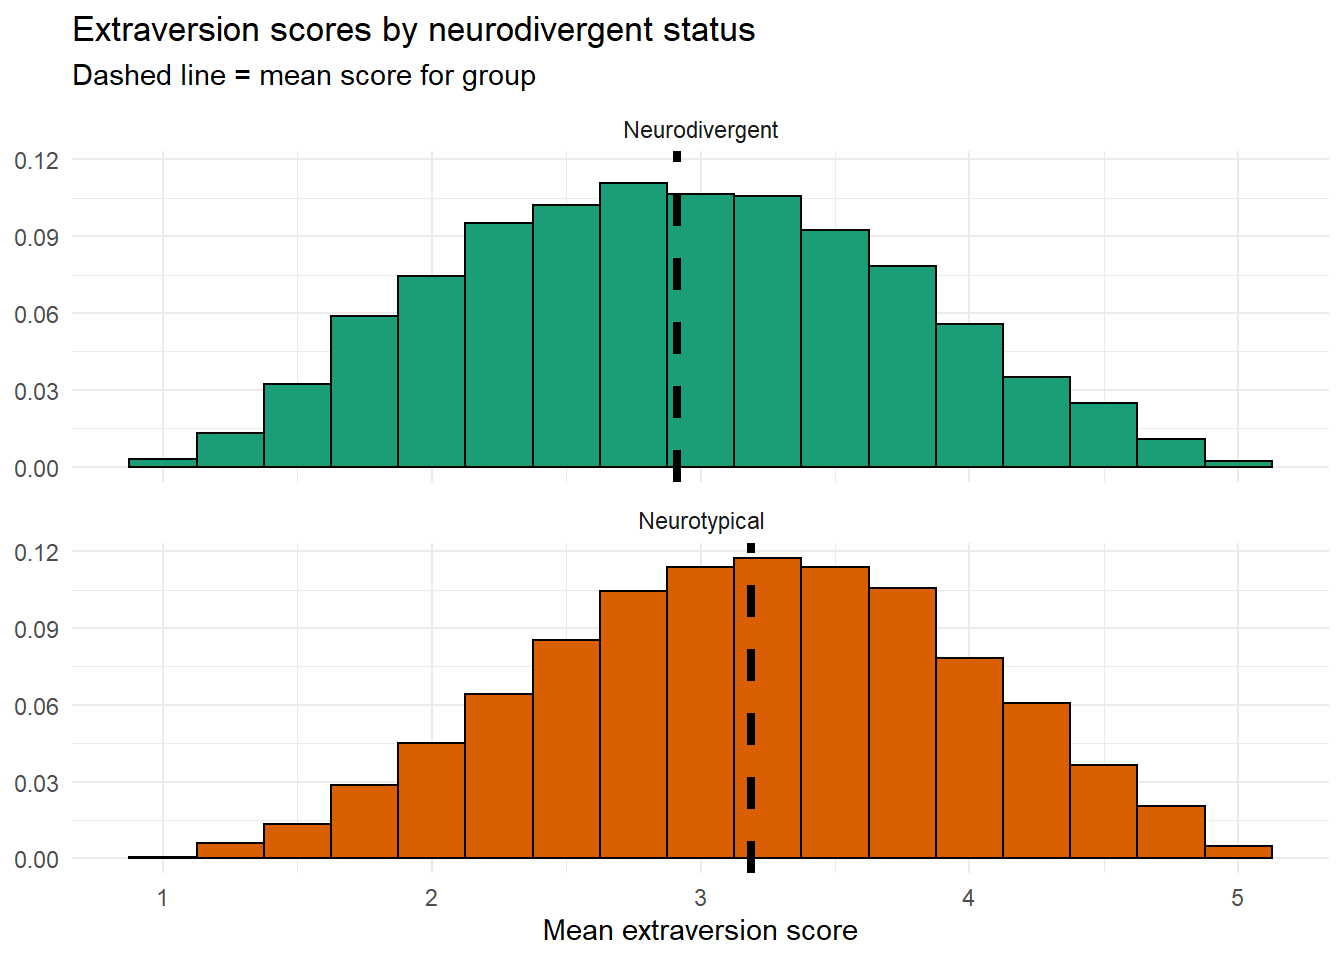 Extraversion scores by neurodivergent status
Dashed line = mean score for group
Neurodivergent
0.12
0.09
0.06
0.03
0.00
Neurotypical
0.12
0.09
0.06
0.03
0.00
1 2 3 4 5
Mean extraversion score